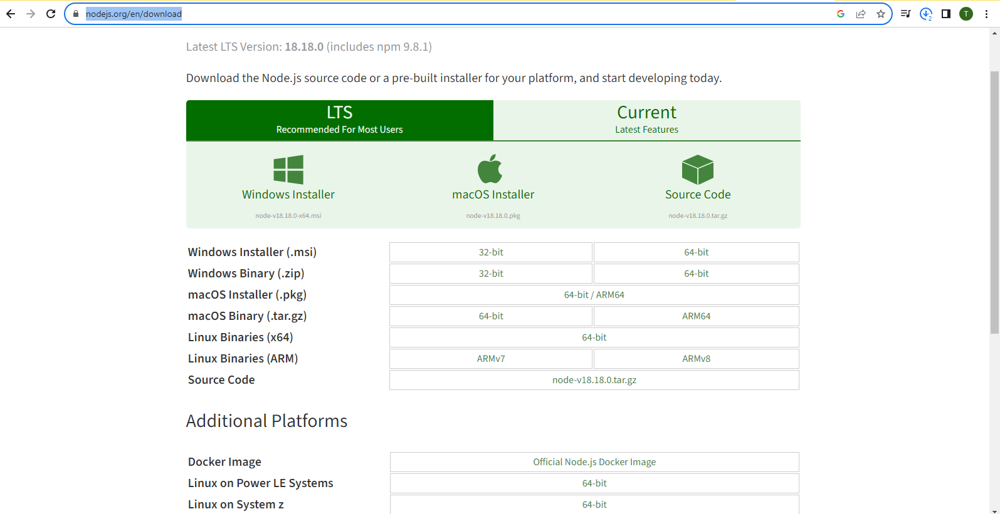 nodejs.org/en/download
2
T
Latest LTS Version: 18.18.0 (includes npm 9.8.1)
Download the Node.js source code or a pre-built installer for your platform, and start developing today.
LTS
Recommended For Most Users
Current
Latest Features
Windows Installer
node-v18.18.0-x64.msi
macOS Installer
node-v18.18.0.pkg
Source Code
node-v18.18.0.tar.gz
Windows Installer (.msi) 32-bit 64-bit
Windows Binary (.zip) 32-bit 64-bit
macOS Installer (.pkg) 64-bit / ARM64
macOS Binary (.tar.gz) 64-bit ARM64
Linux Binaries (x64) 64-bit
Linux Binaries (ARM) ARMv7 ARMv8
Source Code node-v18.18.0.tar.gz
Additional Platforms
Docker Image Official Node.js Docker Image
Linux on Power LE Systems 64-bit
Linux on System z 64-bit